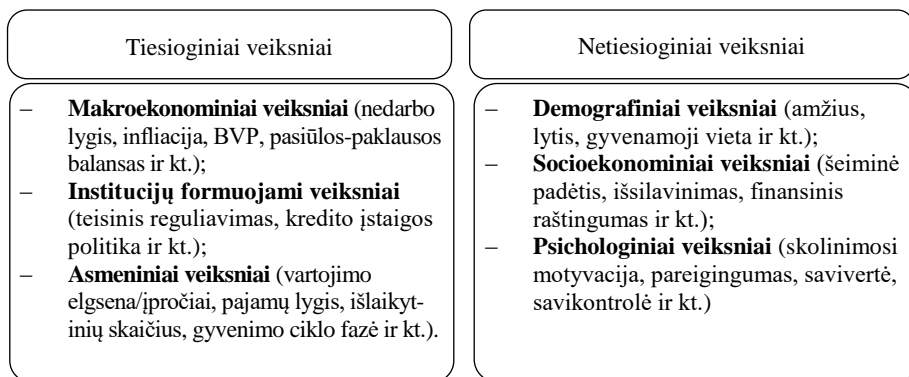 Tiesioginiai veiksniai
– Makroekonominiai veiksniai (nedarbo
lygis, infliacija, BVP, pasiūlos-paklausos
balansas ir kt.);
– Institucijų formuojami veiksniai
(teisinis reguliavimas, kredito įstaigos
politika ir kt.);
– Asmeniniai veiksniai (vartojimo
elgsena/įpročiai, pajamų lygis, išlaikyt-
inių skaičius, gyvenimo ciklo fazė ir kt.).
Netiesioginiai veiksniai
– Demografiniai veiksniai (amžius,
lytis, gyvenamoji vieta ir kt.);
– Socioekonominiai veiksniai (šeiminė
padėtis, išsilavinimas, finansinis
raštingumas ir kt.);
– Psichologiniai veiksniai (skolinimosi
motyvacija, pareigingumas, savivertė,
savikontrolė ir kt.)